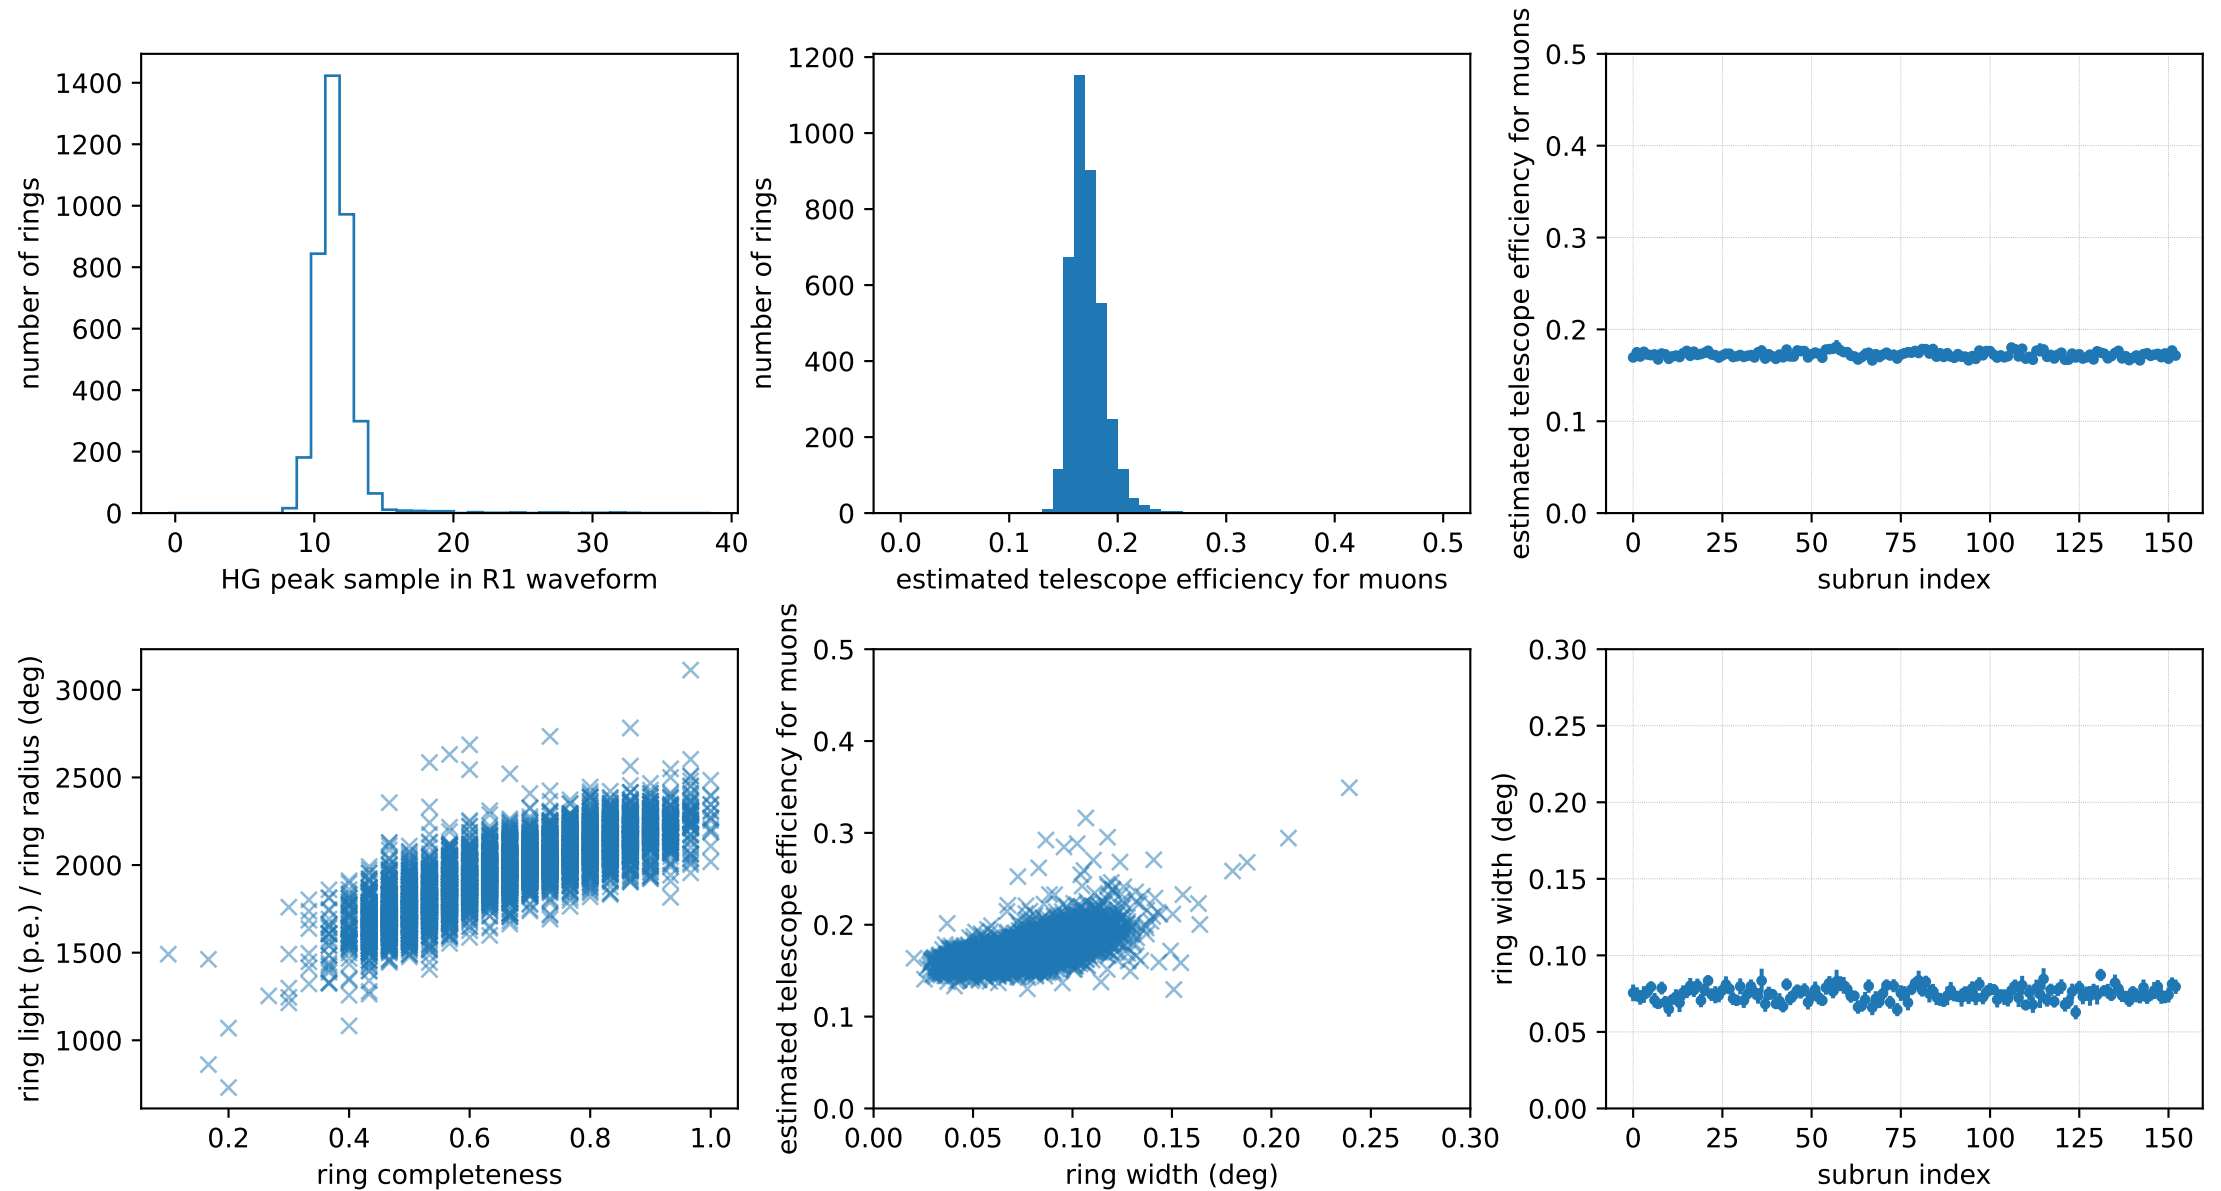 number of rings
1400
1200
1000
800
600
400
200
0
0 10 20 30 40
HG peak sample in R1 waveform
number of rings
1200
1000
800
600
400
200
0
0.0 0.1 0.2 0.3 0.4 0.5
estimated telescope efficiency for muons
estimated telescope efficiency for muons
0.5
0.4
0.3
0.2
0.1
0.0
0 25 50 75 100 125 150
subrun index
ring light (p.e.) / ring radius (deg)
3000
2500
2000
1500
1000
0.2 0.4 0.6 0.8 1.0
ring completeness
estimated telescope efficiency for muons
0.5
0.4
0.3
0.2
0.1
0.0
0.00 0.05 0.10 0.15 0.20 0.25 0.30
ring width (deg)
ring width (deg)
0.30
0.25
0.20
0.15
0.10
0.05
0.00
0 25 50 75 100 125 150
subrun index